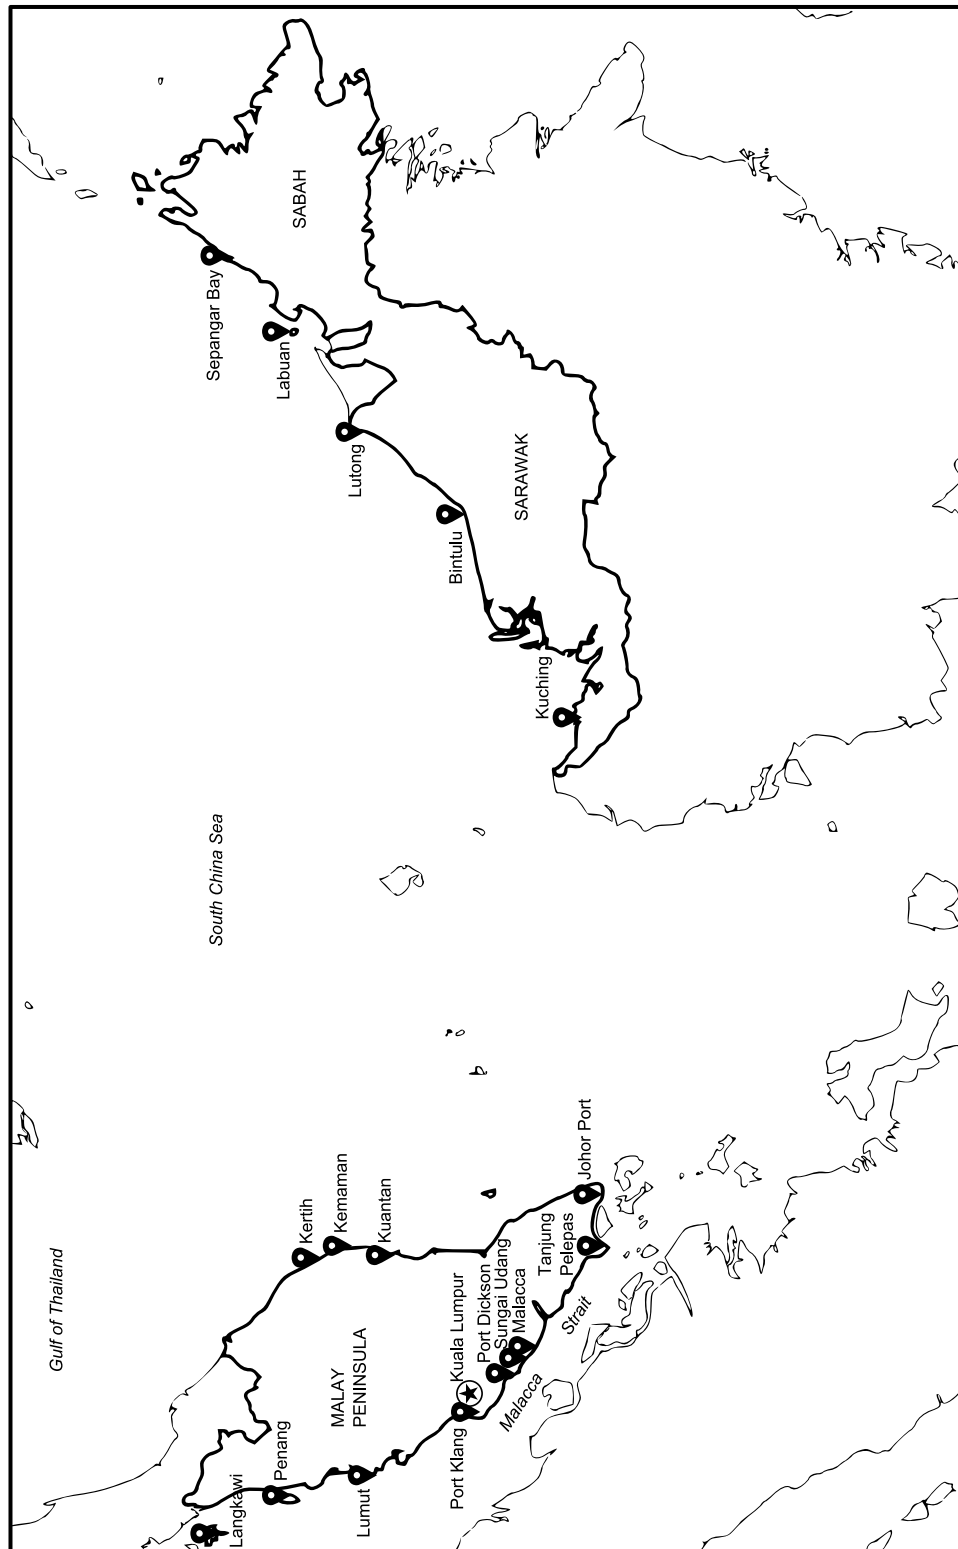 Gulf of Thailand
South China Sea
Sepangar Bay
Labuan
SABAH
Lutong
Bintulu
SARAWAK
Kuching
Langkawi
Penang
Lumut
MALAY
PENINSULA
Kertih
Kemaman
Kuantan
Port Klang
Kuala Lumpur
Port Dickson
Sungai Udang
Malacca
Malacca
Strait
Tanjung
Pelepas
Johor Port